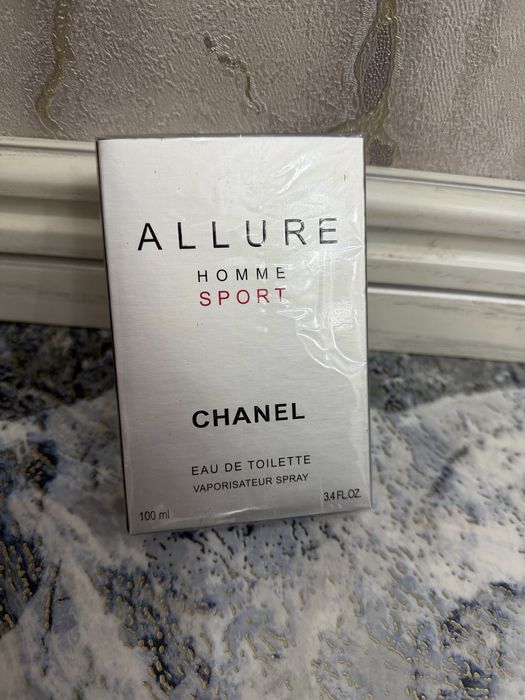 ALLURE
HOMME
SPORT
CHANEL
EAU DE TOILETTE
VAPORISATEUR SPRAY
100 ml 3.4 FL.OZ.